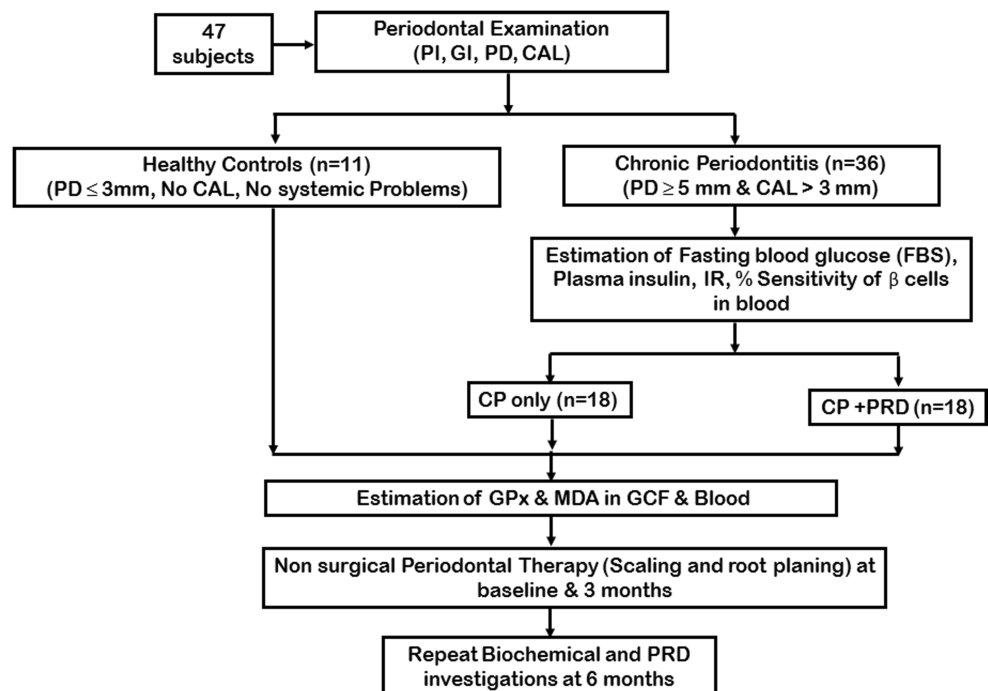 47
subjects
Periodontal Examination
(PI, GI, PD, CAL)
Healthy Controls (n=11)
(PD ≤ 3mm, No CAL, No systemic Problems)
Chronic Periodontitis (n=36)
(PD ≥ 5 mm & CAL > 3 mm)
Estimation of Fasting blood glucose (FBS),
Plasma insulin, IR, % Sensitivity of β cells
in blood
CP only (n=18)
CP +PRD (n=18)
Estimation of GPx & MDA in GCF & Blood
Non surgical Periodontal Therapy (Scaling and root planing) at
baseline & 3 months
Repeat Biochemical and PRD
investigations at 6 months